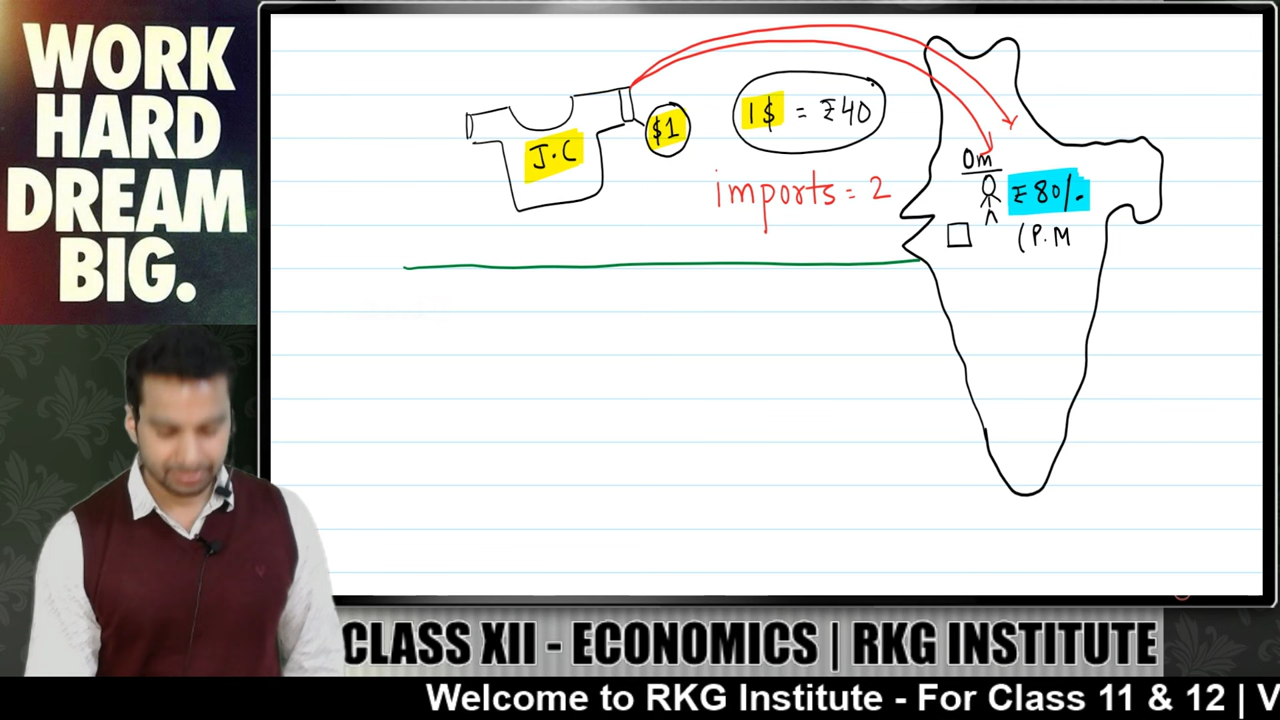 WORK
HARD
DREAM
BIG.
J.C
$1
1$ = ₹40
imports = 2
Om
₹80/-
(P.M
CLASS XII - ECONOMICS | RKG INSTITUTE
Welcome to RKG Institute - For Class 11 & 12 | V